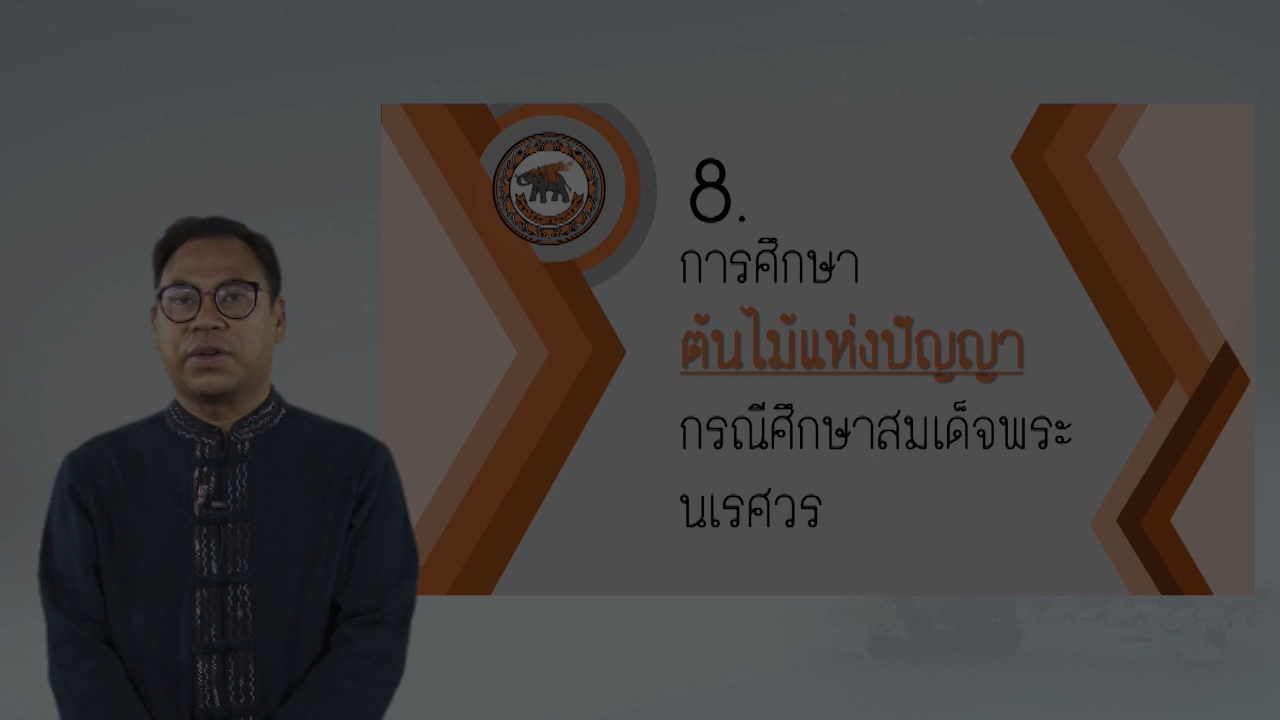 8.
การศึกษา
ต้นไม้แห่งปัญญา
กรณีศึกษาสมเด็จพระ
นเรศวร